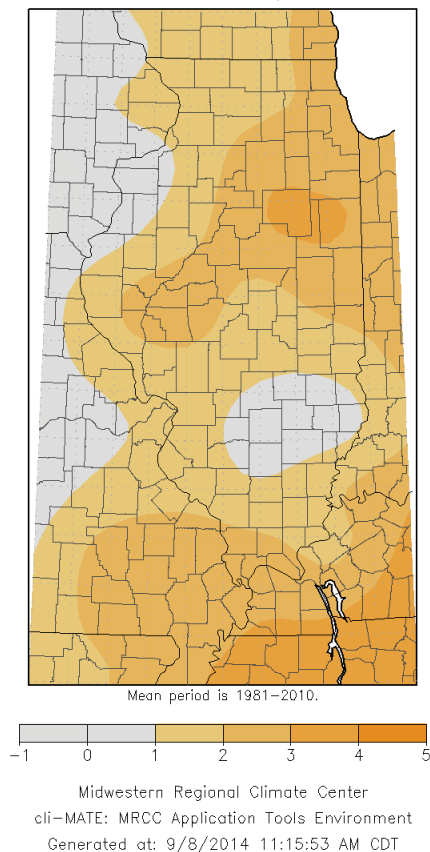 Mean period is 1981-2010.
-1 0 1 2 3 4 5
Midwestern Regional Climate Center
cli-MATE: MRCC Application Tools Environment
Generated at: 9/8/2014 11:15:53 AM CDT